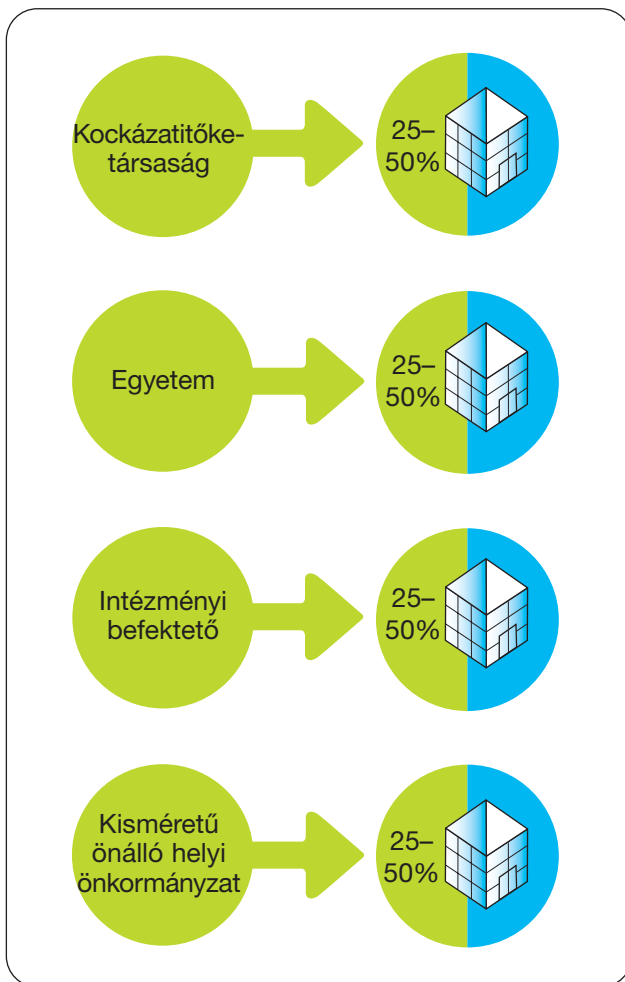 Kockázatitőke-
társaság
25–
50%
Egyetem
25–
50%
Intézményi
befektető
25–
50%
Kisméretű
önálló helyi
önkormányzat
25–
50%